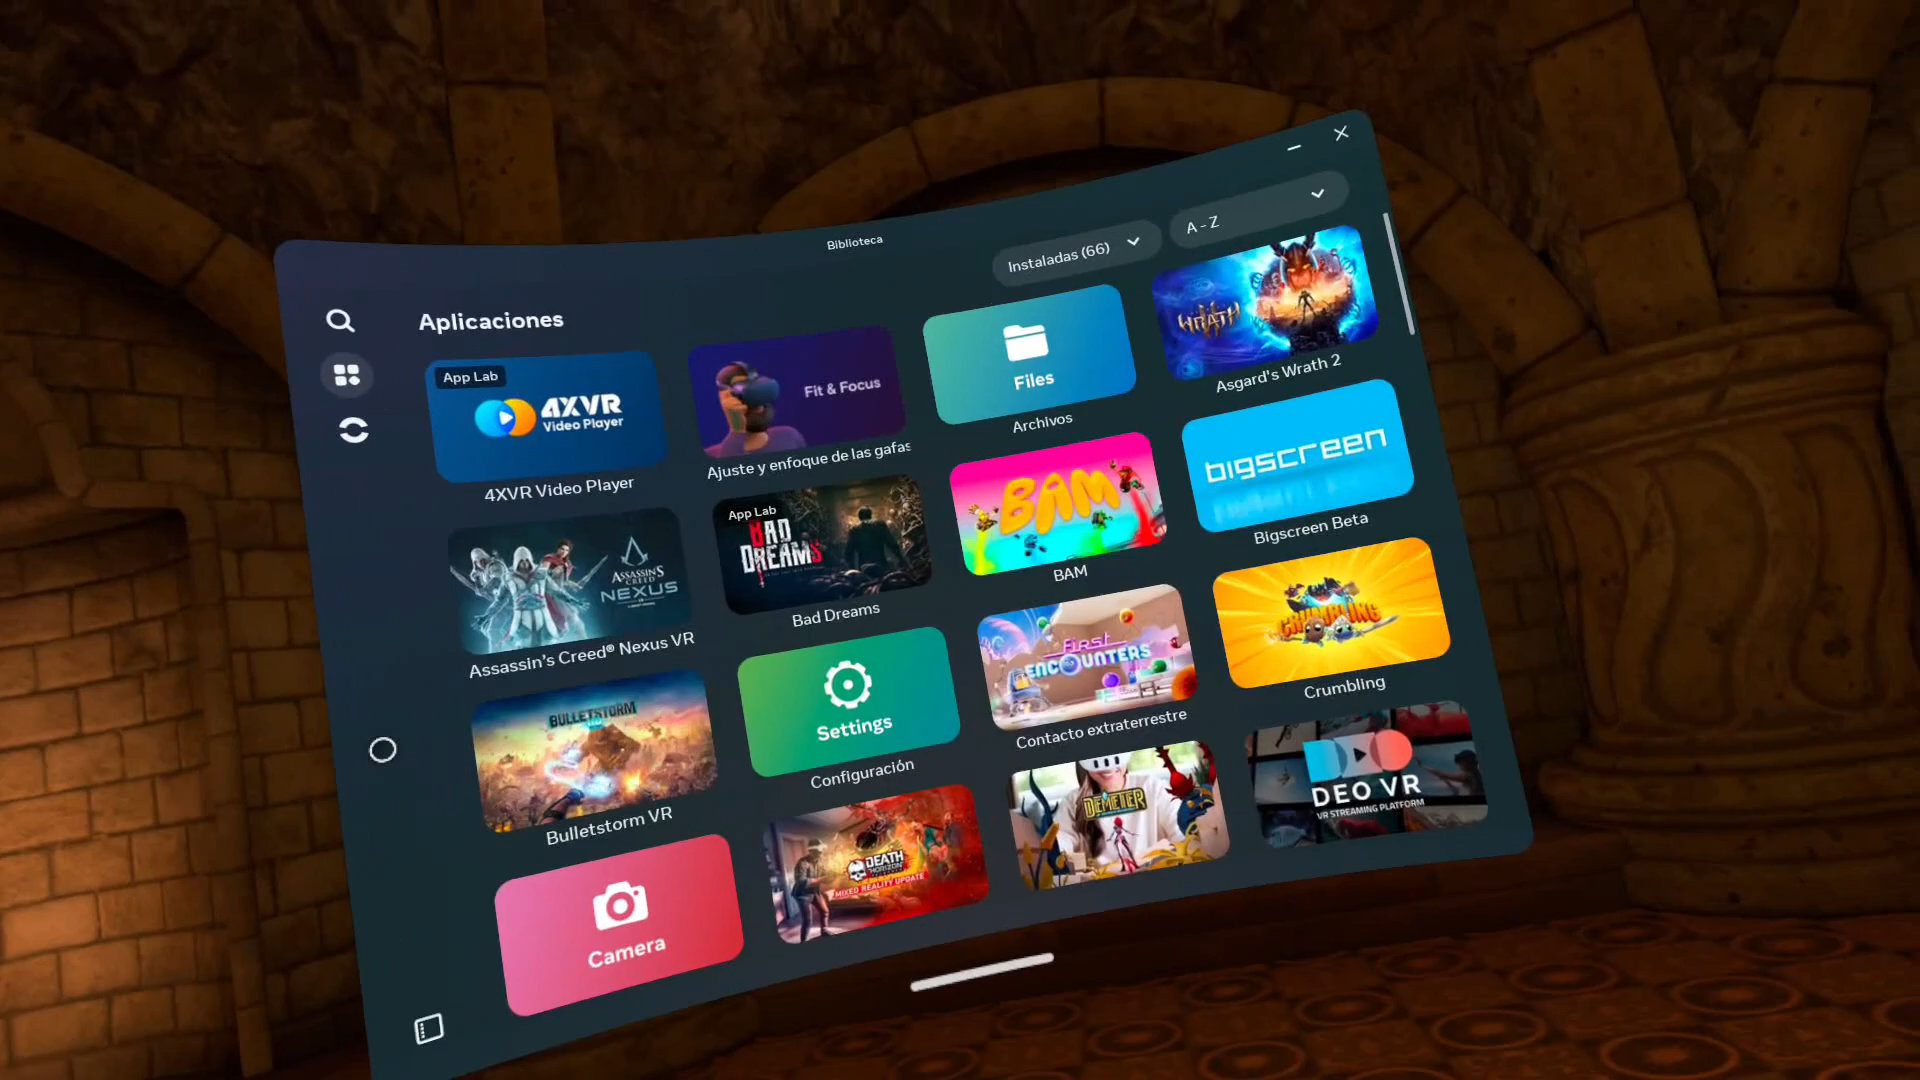 Biblioteca
Aplicaciones
Instaladas (66)
A - Z
App Lab
4XVR
Video Player
4XVR Video Player
Fit & Focus
Ajuste y enfoque de las gafas
Files
Archivos
WRATH
Asgard's Wrath 2
ASSASSIN'S
CREED
NEXUS
Assassin's Creed® Nexus VR
App Lab
BAD
DREAMS
Bad Dreams
BAM
BAM
bigscreen
Bigscreen Beta
BULLETSTORM
Bulletstorm VR
Settings
Configuración
First
ENCOUNTERS
Contacto extraterrestre
CRUMBLING
Crumbling
Camera
DEATH
HORIZON
MIXED REALITY UPDATE
DEMETER
DEO VR
VR STREAMING PLATFORM